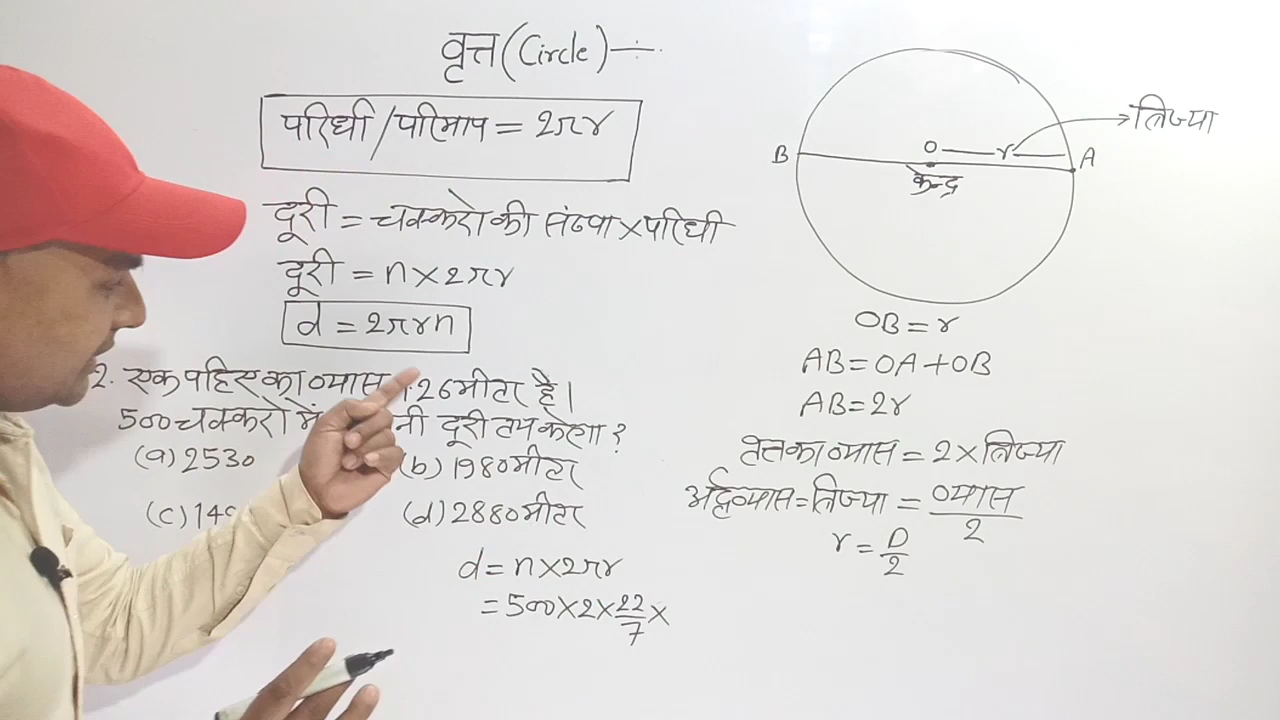 वृत्त (Circle) ÷
परिधी/परिमाप = 2πr
दूरी = चक्करो की संख्या × परिधी
दूरी = n × 2πr
d = 2πrn
2. एक पहिए का व्यास 1.26 मीटर है।
500 चक्करो में नी दूरी तय करेगा?
(a) 2530
(b) 1980 मीटर
(c) 14
(d) 2880 मीटर
d = n × 2πr
= 500 × 2 × 22/7 ×
B
O
r
A
त्रिज्या
केन्द्र
OB = r
AB = OA + OB
AB = 2r
वृत्त का व्यास = 2 × त्रिज्या
अर्द्धव्यास = त्रिज्या = व्यास/2
r = D/2